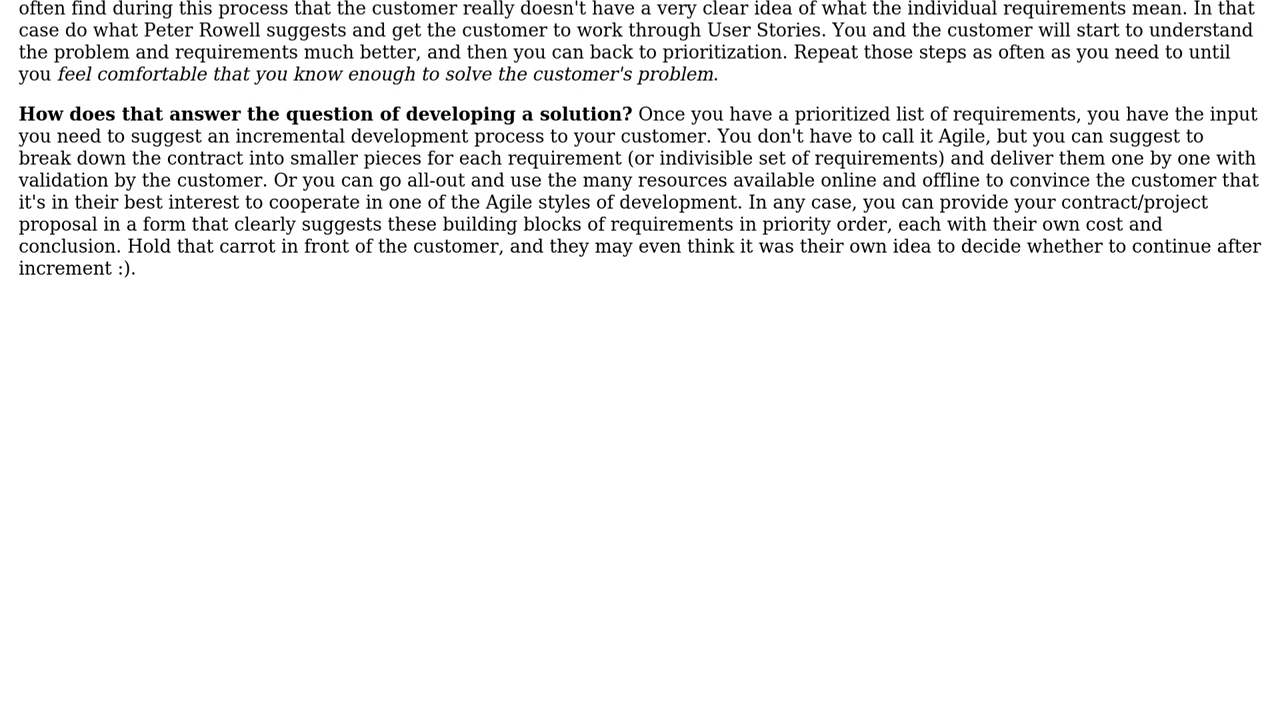 often find during this process that the customer really doesn't have a very clear idea of what the individual requirements mean. In that
case do what Peter Rowell suggests and get the customer to work through User Stories. You and the customer will start to understand
the problem and requirements much better, and then you can back to prioritization. Repeat those steps as often as you need to until
you feel comfortable that you know enough to solve the customer's problem.
How does that answer the question of developing a solution? Once you have a prioritized list of requirements, you have the input
you need to suggest an incremental development process to your customer. You don't have to call it Agile, but you can suggest to
break down the contract into smaller pieces for each requirement (or indivisible set of requirements) and deliver them one by one with
validation by the customer. Or you can go all-out and use the many resources available online and offline to convince the customer that
it's in their best interest to cooperate in one of the Agile styles of development. In any case, you can provide your contract/project
proposal in a form that clearly suggests these building blocks of requirements in priority order, each with their own cost and
conclusion. Hold that carrot in front of the customer, and they may even think it was their own idea to decide whether to continue after
increment :).